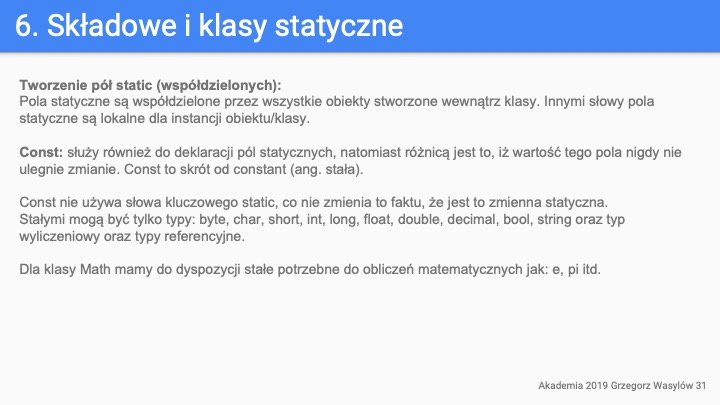 6. Składowe i klasy statyczne
Tworzenie pól static (współdzielonych):
Pola statyczne są współdzielone przez wszystkie obiekty stworzone wewnątrz klasy. Innymi słowy pola
statyczne są lokalne dla instancji obiektu/klasy.
Const: służy również do deklaracji pól statycznych, natomiast różnicą jest to, iż wartość tego pola nigdy nie
ulegnie zmianie. Const to skrót od constant (ang. stała).
Const nie używa słowa kluczowego static, co nie zmienia to faktu, że jest to zmienna statyczna.
Stałymi mogą być tylko typy: byte, char, short, int, long, float, double, decimal, bool, string oraz typ
wyliczeniowy oraz typy referencyjne.
Dla klasy Math mamy do dyspozycji stałe potrzebne do obliczeń matematycznych jak: e, pi itd.
Akademia 2019 Grzegorz Wasylów 31